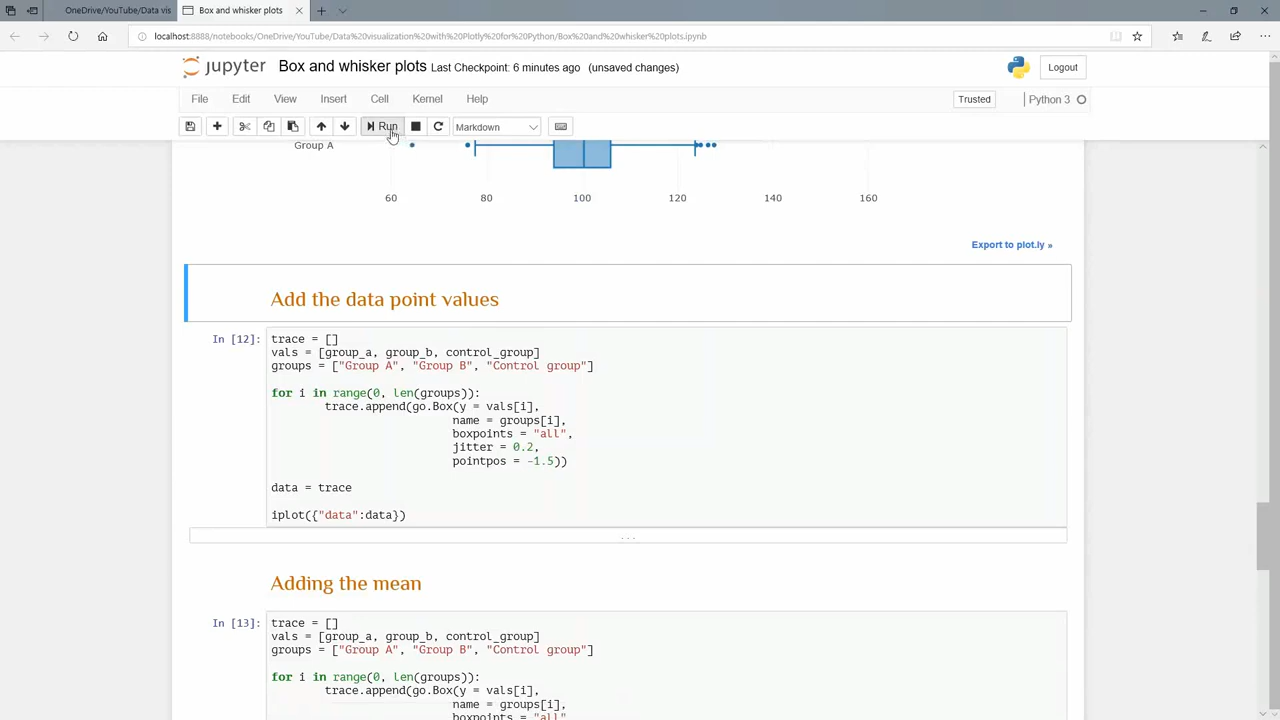 OneDrive/YouTube/Data vis
Box and whisker plots
localhost:8888/notebooks/OneDrive/YouTube/Data%20visualization%20with%20Plotly%20for%20Python/Box%20and%20whisker%20plots.ipynb
jupyter Box and whisker plots Last Checkpoint: 6 minutes ago (unsaved changes)
Logout
File Edit View Insert Cell Kernel Help
Trusted
Python 3
Run
Markdown
Group A
60 80 100 120 140 160
Export to plot.ly »
Add the data point values
In [12]:
trace = []
vals = [group_a, group_b, control_group]
groups = ["Group A", "Group B", "Control group"]
for i in range(0, len(groups)):
trace.append(go.Box(y = vals[i],
name = groups[i],
boxpoints = "all",
jitter = 0.2,
pointpos = -1.5))
data = trace
iplot({"data":data})
...
Adding the mean
In [13]:
trace = []
vals = [group_a, group_b, control_group]
groups = ["Group A", "Group B", "Control group"]
for i in range(0, len(groups)):
trace.append(go.Box(y = vals[i],
name = groups[i],
boxpoints = "all",